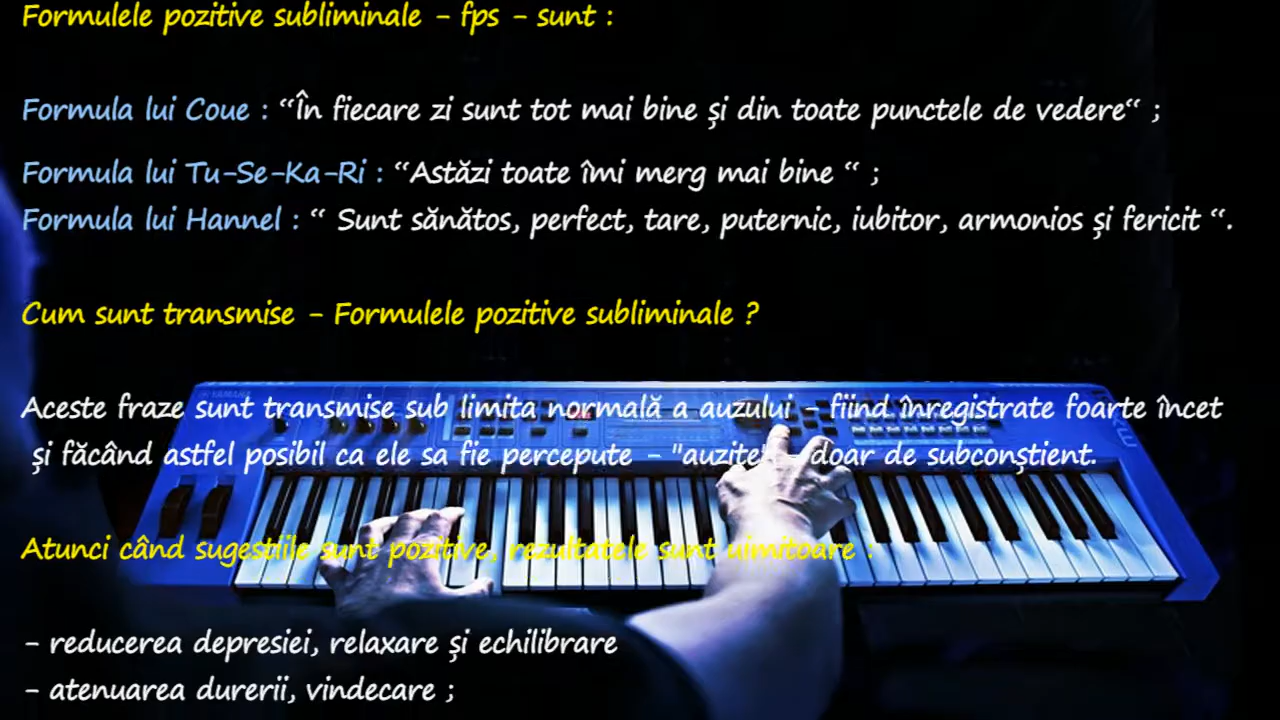 Formulele pozitive subliminale - fps - sunt :
Formula lui Coue : “În fiecare zi sunt tot mai bine și din toate punctele de vedere“ ;
Formula lui Tu-Se-Ka-Ri : “Astăzi toate îmi merg mai bine “ ;
Formula lui Hannel : “ Sunt sănătos, perfect, tare, puternic, iubitor, armonios și fericit “.
Cum sunt transmise - Formulele pozitive subliminale ?
Aceste fraze sunt transmise sub limita normală a auzului - fiind înregistrate foarte încet
și făcând astfel posibil ca ele sa fie percepute - "auzite" - doar de subconștient.
Atunci când sugestiile sunt pozitive, rezultatele sunt uimitoare :
- reducerea depresiei, relaxare și echilibrare
- atenuarea durerii, vindecare ;